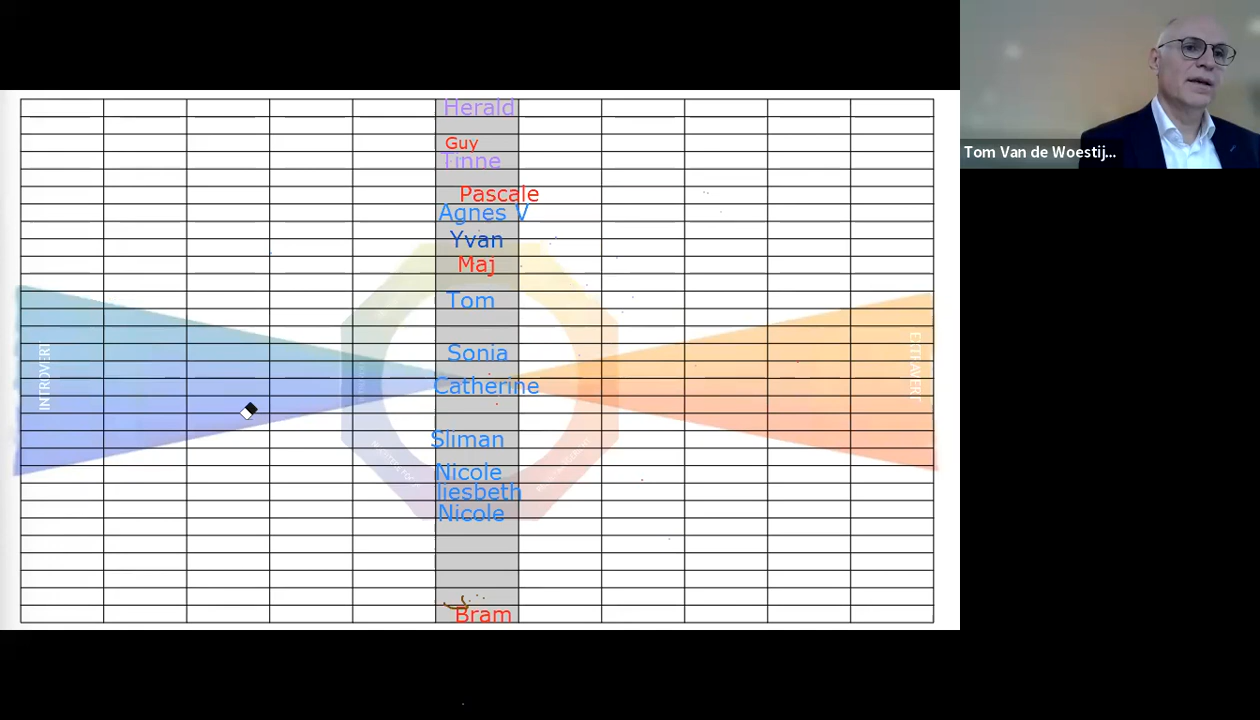 Herald
Guy
Tinne
Pascale
Agnes V
Yvan
Maj
Tom
Sonia
Catherine
Sliman
Nicole
liesbeth
Nicole
Bram
INTROVERT
EXTRAVERT
Tom Van de Woestij...